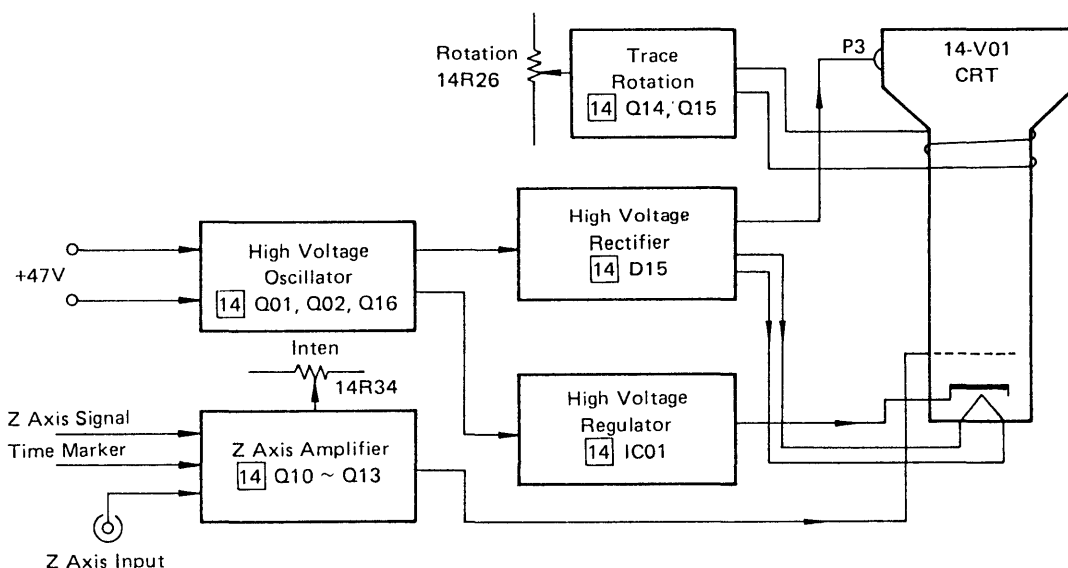 Rotation
14R26
Trace
Rotation
14 Q14, Q15
P3
14-V01
CRT
+47V
High Voltage
Oscillator
14 Q01, Q02, Q16
High Voltage
Rectifier
14 D15
Inten
14R34
High Voltage
Regulator
14 IC01
Z Axis Signal
Time Marker
Z Axis Amplifier
14 Q10 ~ Q13
Z Axis Input